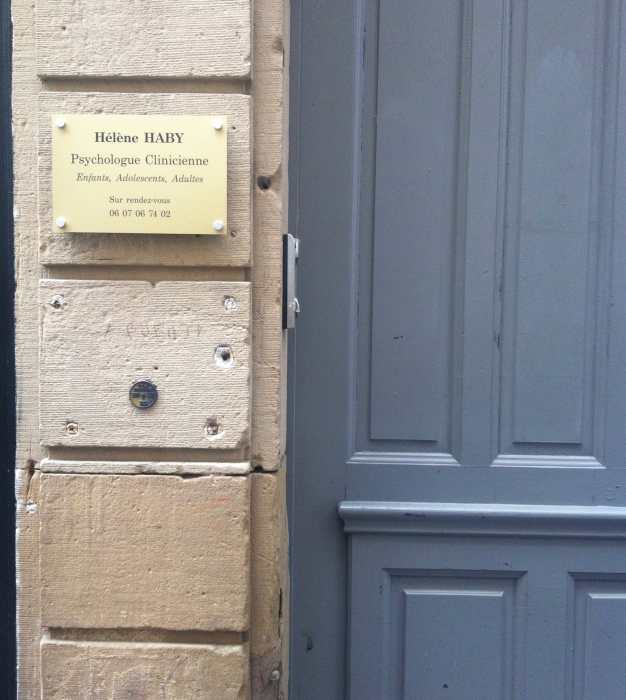 Hélène HABY
Psychologue Clinicienne
Enfants, Adolescents, Adultes
Sur rendez-vous
06 07 06 74 02